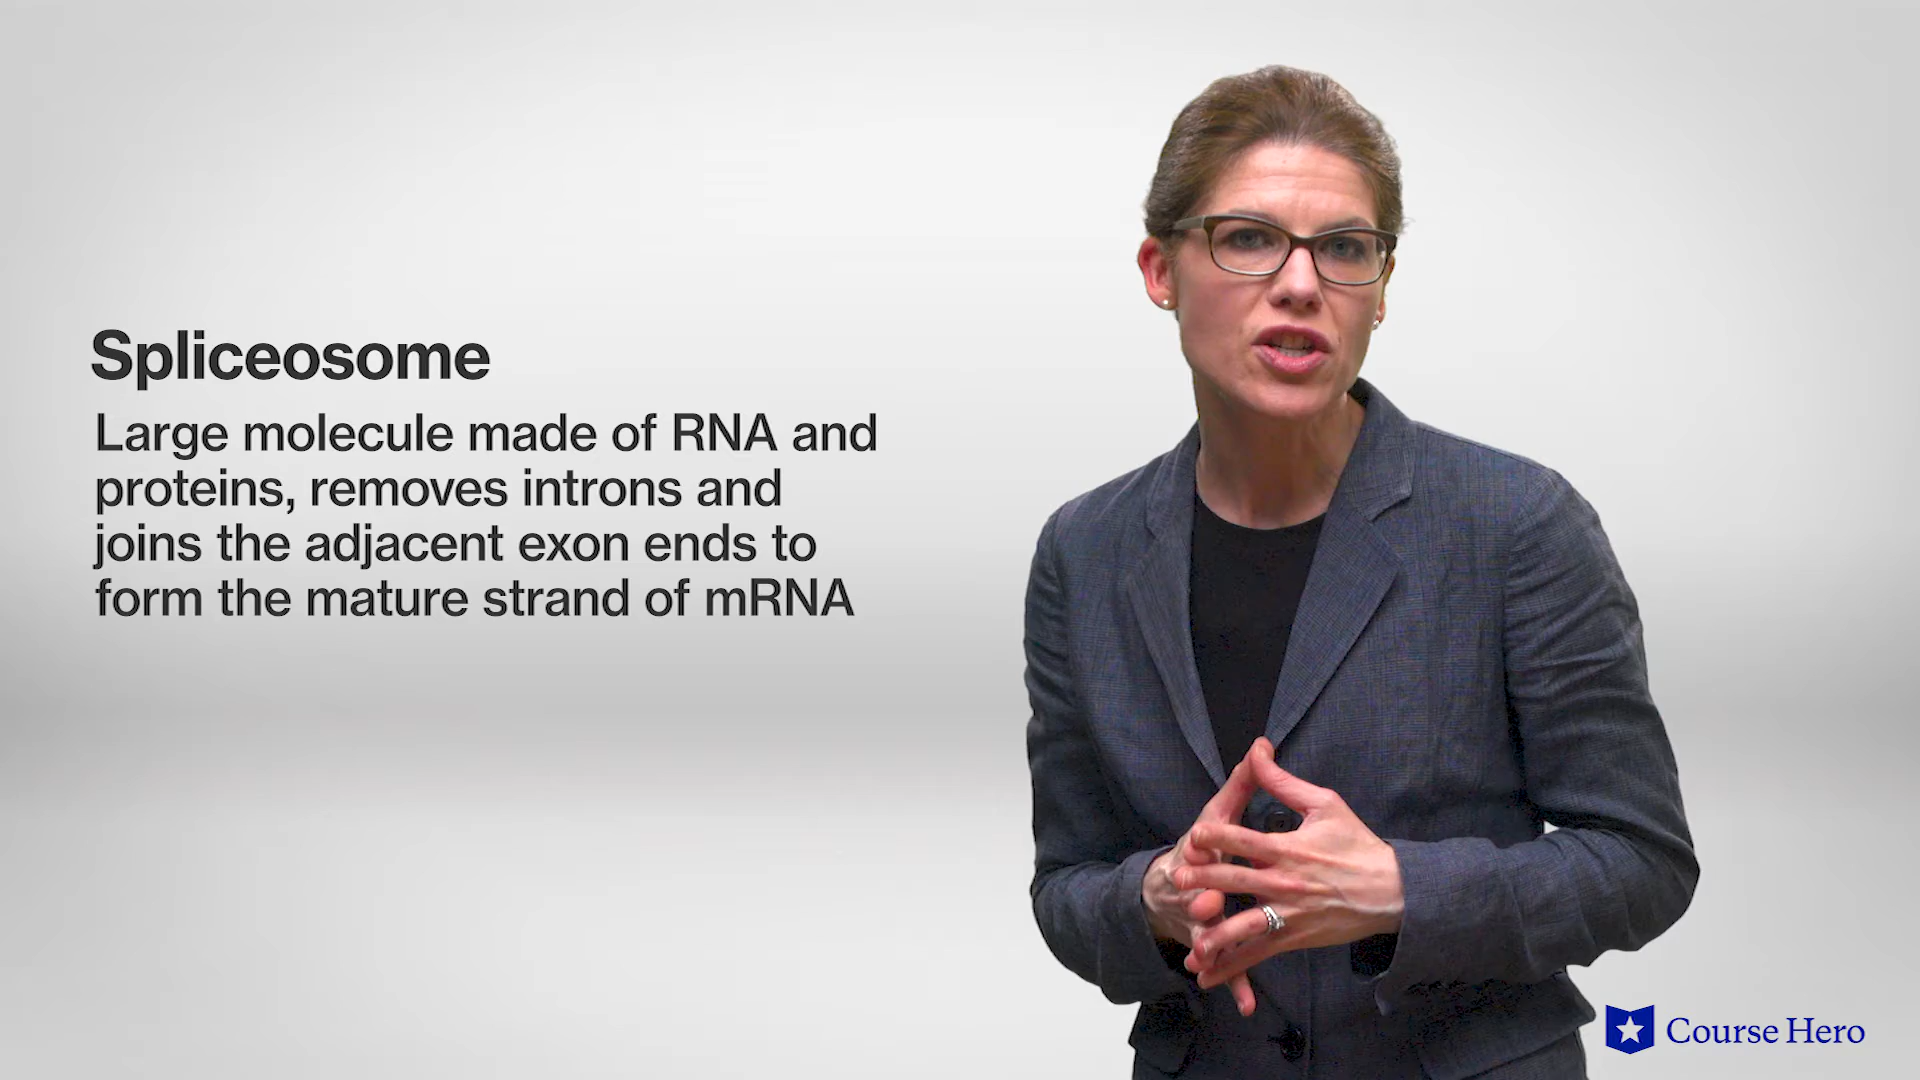 Spliceosome
Large molecule made of RNA and
proteins, removes introns and
joins the adjacent exon ends to
form the mature strand of mRNA
Course Hero